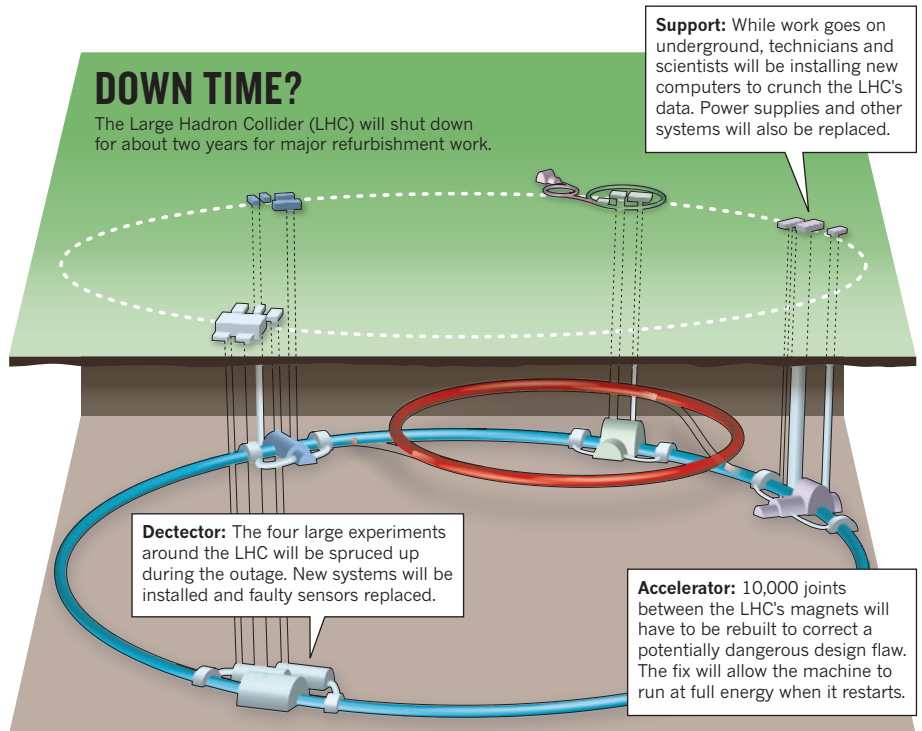 DOWN TIME?
The Large Hadron Collider (LHC) will shut down
for about two years for major refurbishment work.
Support: While work goes on
underground, technicians and
scientists will be installing new
computers to crunch the LHC's
data. Power supplies and other
systems will also be replaced.
Dectector: The four large experiments
around the LHC will be spruced up
during the outage. New systems will be
installed and faulty sensors replaced.
Accelerator: 10,000 joints
between the LHC's magnets will
have to be rebuilt to correct a
potentially dangerous design flaw.
The fix will allow the machine to
run at full energy when it restarts.